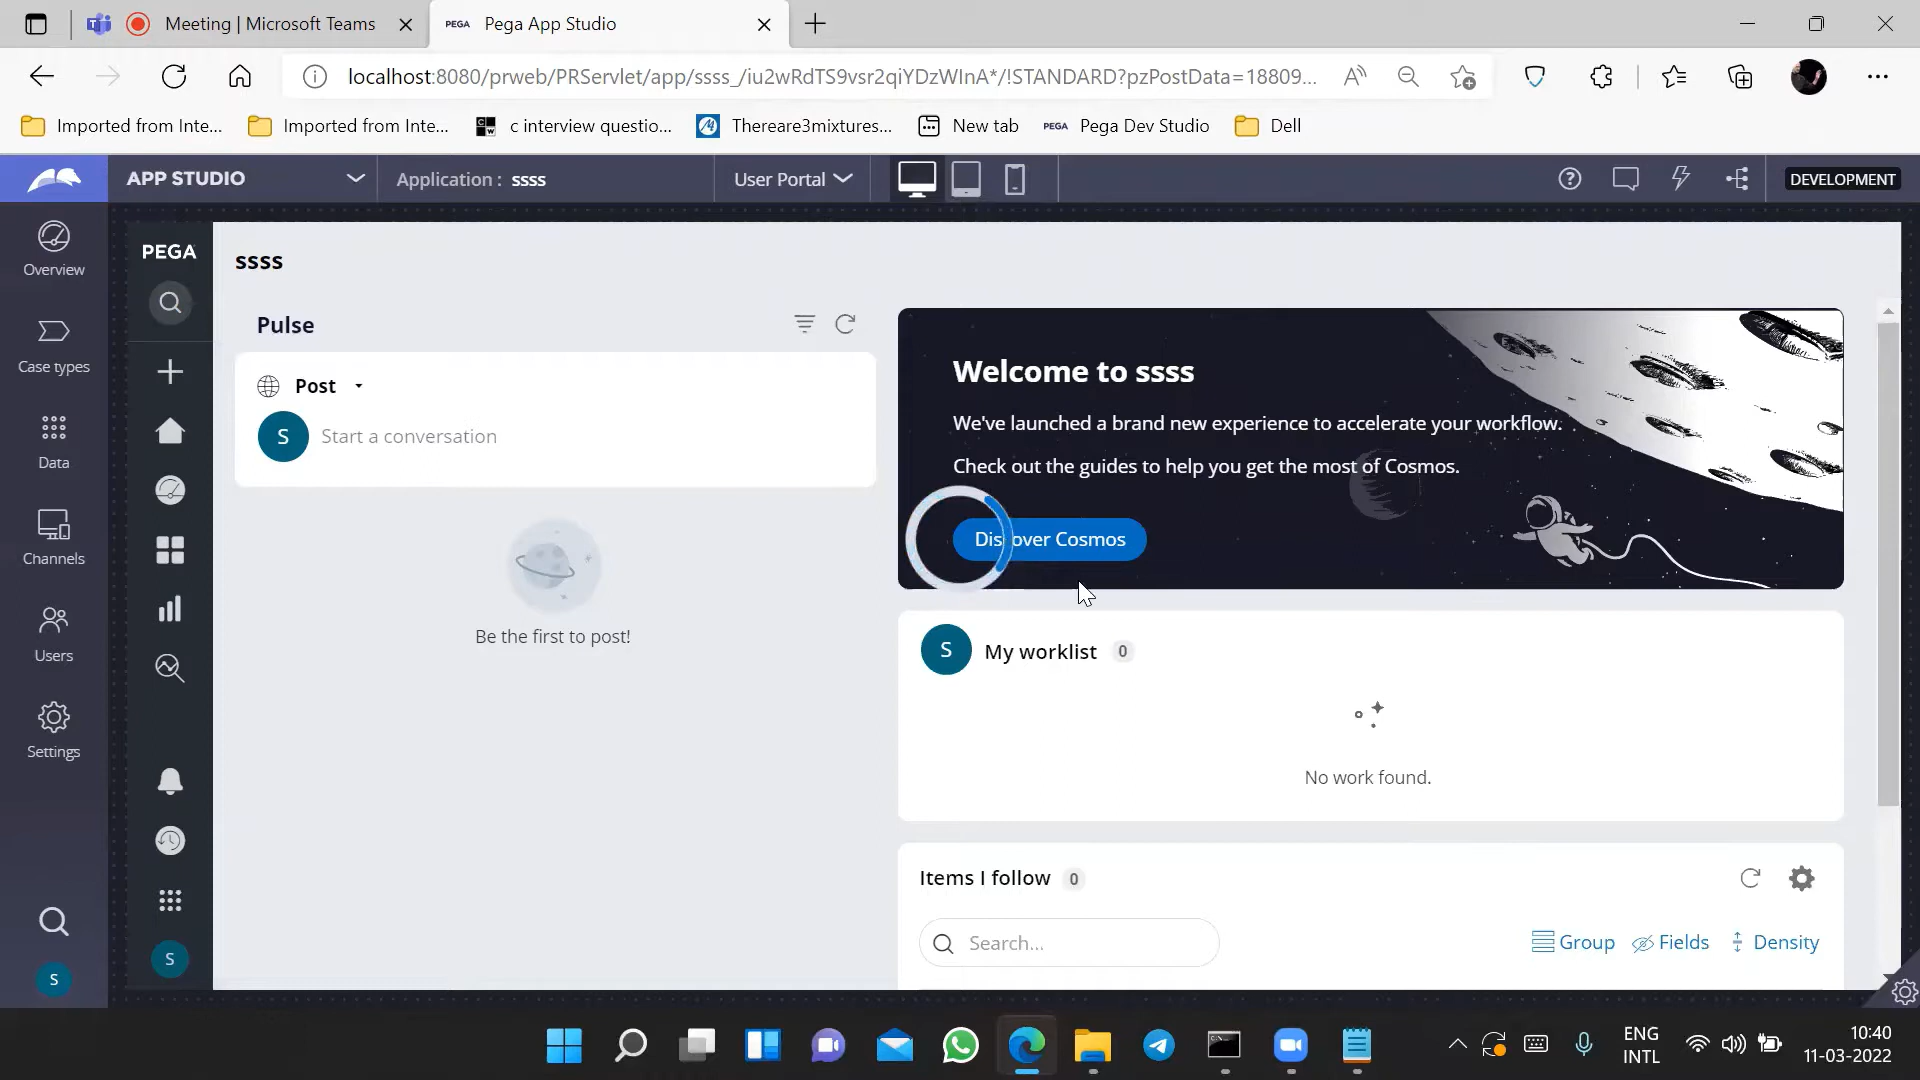 Meeting | Microsoft Teams
PEGA Pega App Studio
localhost:8080/prweb/PRServlet/app/ssss_/iu2wRdTS9vsr2qiYDzWInA*/!STANDARD?pzPostData=18809...
Imported from Inte...
Imported from Inte...
c interview questio...
Thereare3mixtures...
New tab
PEGA Pega Dev Studio
Dell
APP STUDIO
Application : ssss
User Portal
DEVELOPMENT
Overview
Case types
Data
Channels
Users
Settings
S
PEGA
S
ssss
Pulse
Post
S Start a conversation
Be the first to post!
Welcome to ssss
We've launched a brand new experience to accelerate your workflow.
Check out the guides to help you get the most of Cosmos.
Discover Cosmos
S My worklist 0
No work found.
Items I follow 0
Search...
Group Fields Density
ENG
INTL
10:40
11-03-2022